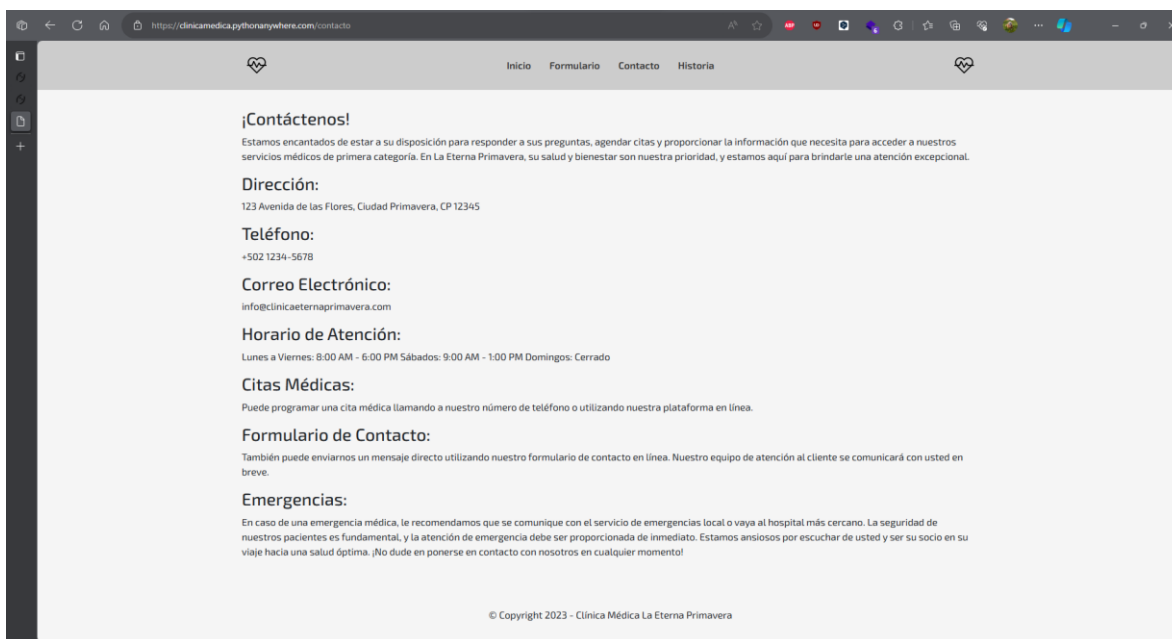 https://clinicamedica.pythonanywhere.com/contacto
Inicio Formulario Contacto Historia
¡Contáctenos!
Estamos encantados de estar a su disposición para responder a sus preguntas, agendar citas y proporcionar la información que necesita para acceder a nuestros
servicios médicos de primera categoría. En La Eterna Primavera, su salud y bienestar son nuestra prioridad, y estamos aquí para brindarle una atención excepcional.
Dirección:
123 Avenida de las Flores, Ciudad Primavera, CP 12345
Teléfono:
+502 1234-5678
Correo Electrónico:
info@clinicaeternaprimavera.com
Horario de Atención:
Lunes a Viernes: 8:00 AM - 6:00 PM Sábados: 9:00 AM - 1:00 PM Domingos: Cerrado
Citas Médicas:
Puede programar una cita médica llamando a nuestro número de teléfono o utilizando nuestra plataforma en línea.
Formulario de Contacto:
También puede enviarnos un mensaje directo utilizando nuestro formulario de contacto en línea. Nuestro equipo de atención al cliente se comunicará con usted en
breve.
Emergencias:
En caso de una emergencia médica, le recomendamos que se comunique con el servicio de emergencias local o vaya al hospital más cercano. La seguridad de
nuestros pacientes es fundamental, y la atención de emergencia debe ser proporcionada de inmediato. Estamos ansiosos por escuchar de usted y ser su socio en su
viaje hacia una salud óptima. ¡No dude en ponerse en contacto con nosotros en cualquier momento!
© Copyright 2023 - Clínica Médica La Eterna Primavera